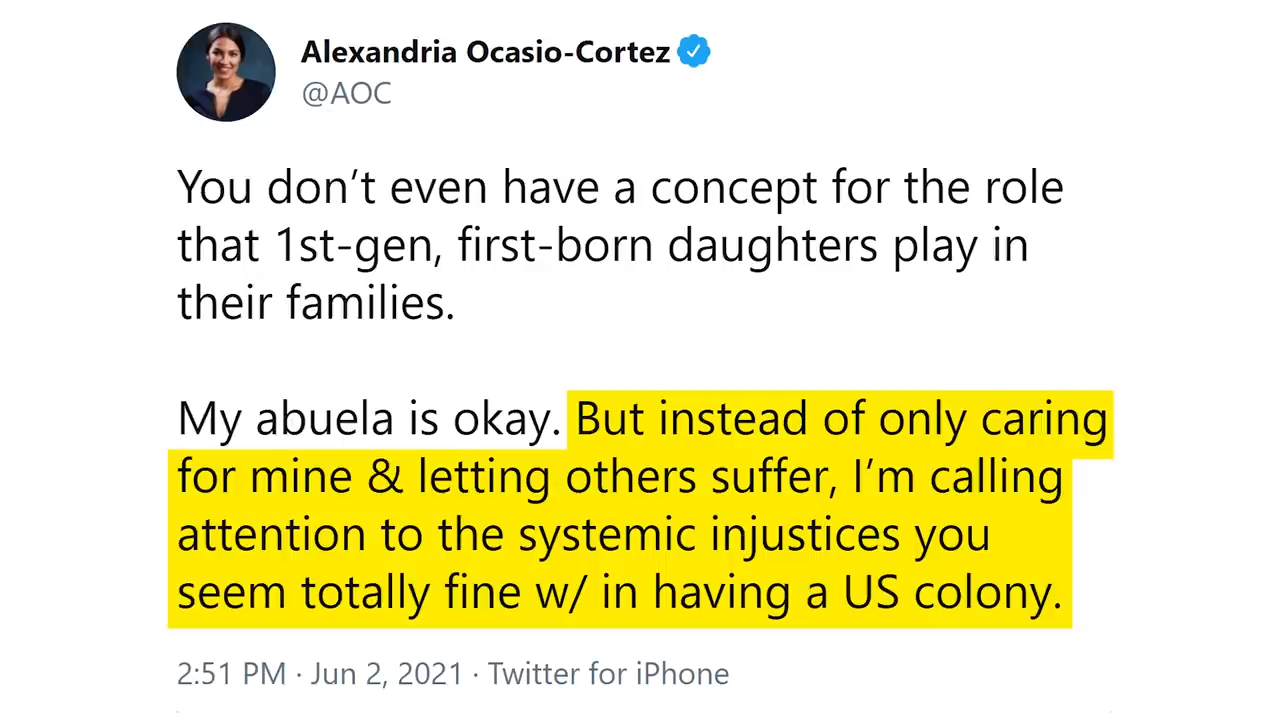 Alexandria Ocasio-Cortez
@AOC
You don’t even have a concept for the role
that 1st-gen, first-born daughters play in
their families.
My abuela is okay. But instead of only caring
for mine & letting others suffer, I’m calling
attention to the systemic injustices you
seem totally fine w/ in having a US colony.
2:51 PM · Jun 2, 2021 · Twitter for iPhone